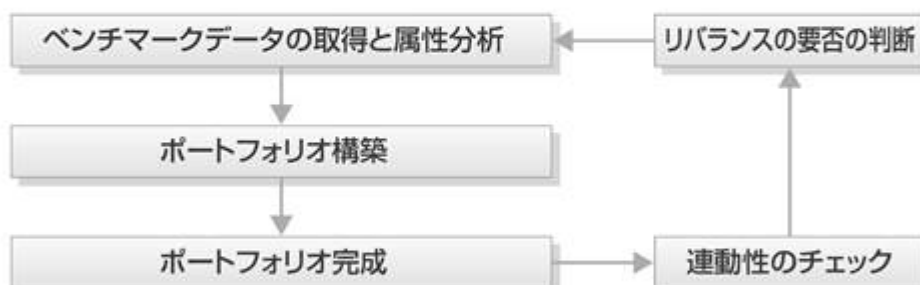 ベンチマークデータの取得と属性分析
リバランスの要否の判断
ポートフォリオ構築
ポートフォリオ完成
連動性のチェック